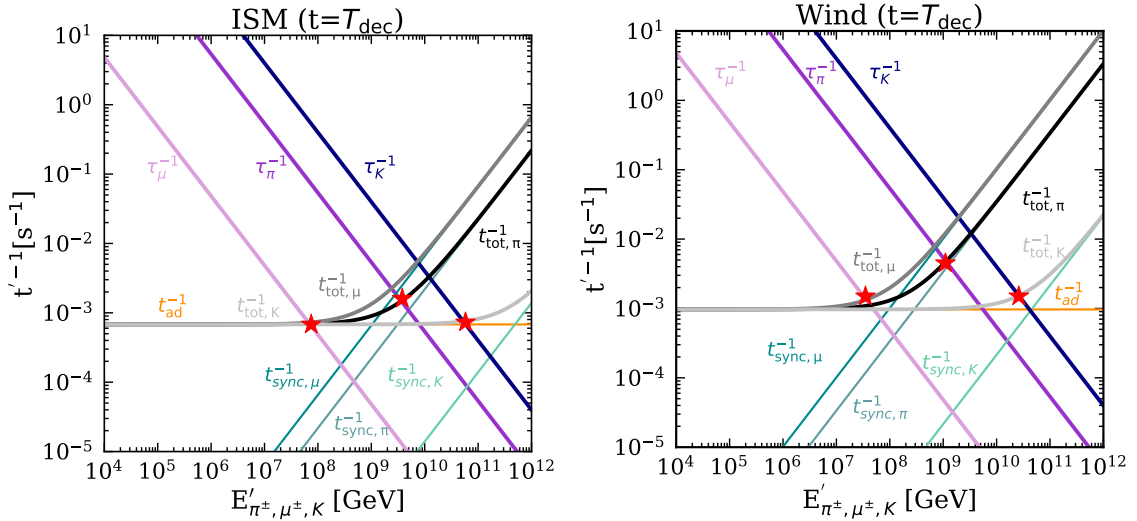 ISM (t=T_dec)
10^1
10^0
10^−1
10^−2
10^−3
10^−4
10^−5
t′^−1[s^−1]
τ_μ^−1
τ_π^−1
τ_K^−1
t_tot, π^−1
t_tot, μ^−1
t_ad^−1
t_tot, K^−1
t_sync, μ^−1
t_sync, K^−1
t_sync, π^−1
10^4 10^5 10^6 10^7 10^8 10^9 10^10 10^11 10^12
E′_π±, μ±, K [GeV]
Wind (t=T_dec)
10^1
10^0
10^−1
10^−2
10^−3
10^−4
10^−5
t′^−1[s^−1]
τ_μ^−1
τ_π^−1
τ_K^−1
t_tot, π^−1
t_tot, μ^−1
t_tot, K^−1
t_ad^−1
t_sync, μ^−1
t_sync, K^−1
t_sync, π^−1
10^4 10^5 10^6 10^7 10^8 10^9 10^10 10^11 10^12
E′_π±, μ±, K [GeV]